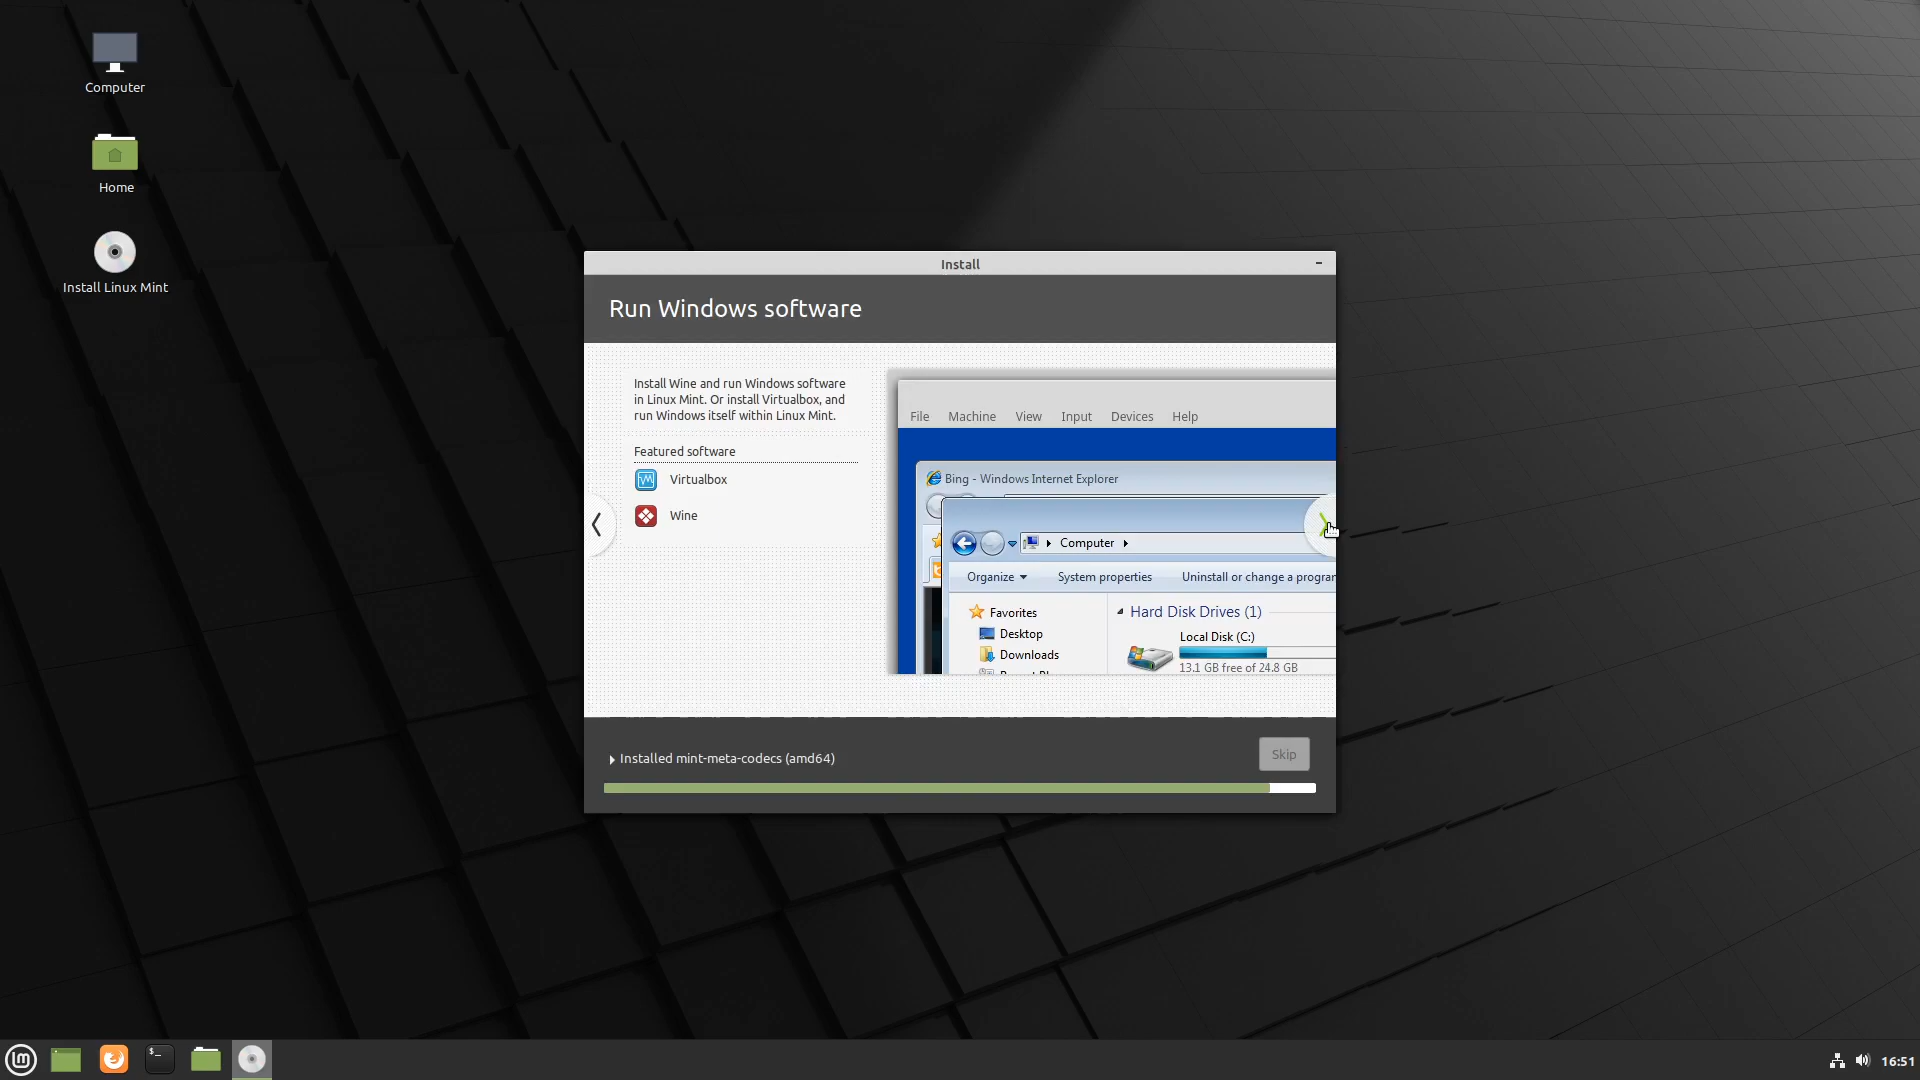 Computer
Home
Install Linux Mint
Install
Run Windows software
Install Wine and run Windows software
in Linux Mint. Or install Virtualbox, and
run Windows itself within Linux Mint.
Featured software
Virtualbox
Wine
File Machine View Input Devices Help
Bing - Windows Internet Explorer
Computer
Organize System properties Uninstall or change a program
Favorites
Desktop
Downloads
Hard Disk Drives (1)
Local Disk (C:)
13.1 GB free of 24.8 GB
Installed mint-meta-codecs (amd64)
Skip
16:51